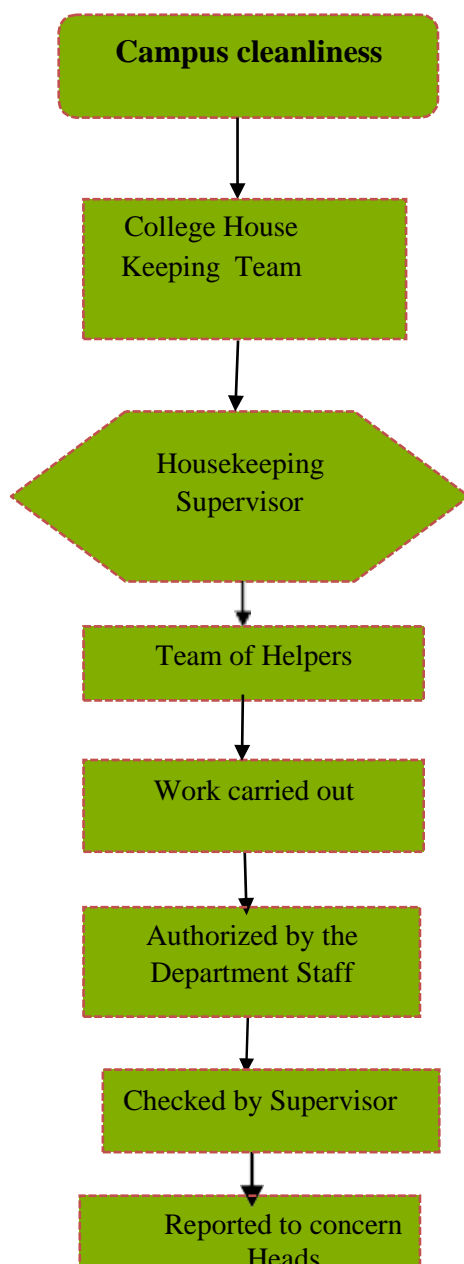 Campus cleanliness
College House
Keeping Team
Housekeeping
Supervisor
Team of Helpers
Work carried out
Authorized by the
Department Staff
Checked by Supervisor
Reported to concern
Heads